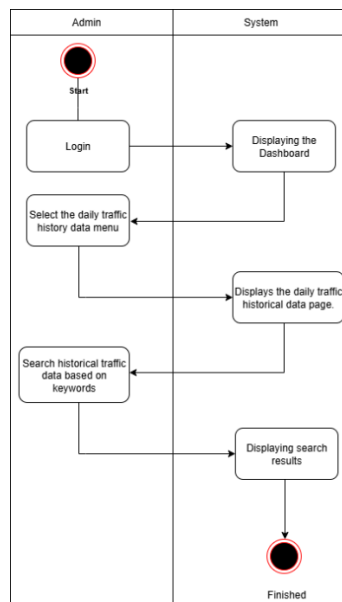 Admin
System
Start
Login
Displaying the
Dashboard
Select the daily traffic
history data menu
Displays the daily traffic
historical data page.
Search historical traffic
data based on
keywords
Displaying search
results
Finished